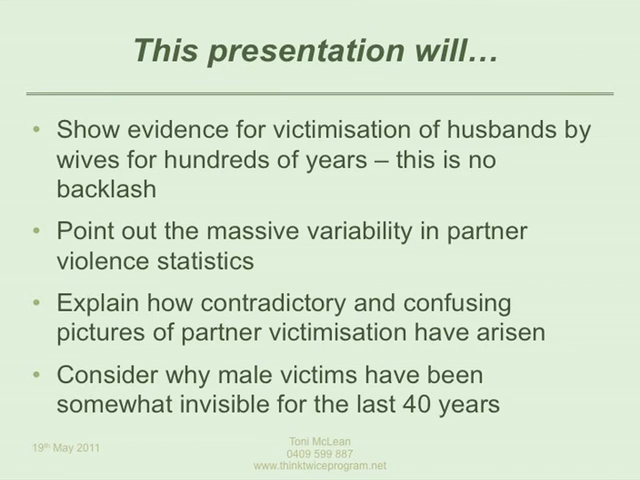 This presentation will…
• Show evidence for victimisation of husbands by
wives for hundreds of years – this is no
backlash
• Point out the massive variability in partner
violence statistics
• Explain how contradictory and confusing
pictures of partner victimisation have arisen
• Consider why male victims have been
somewhat invisible for the last 40 years
19th May 2011
Toni McLean
0409 599 887
www.thinktwiceprogram.net